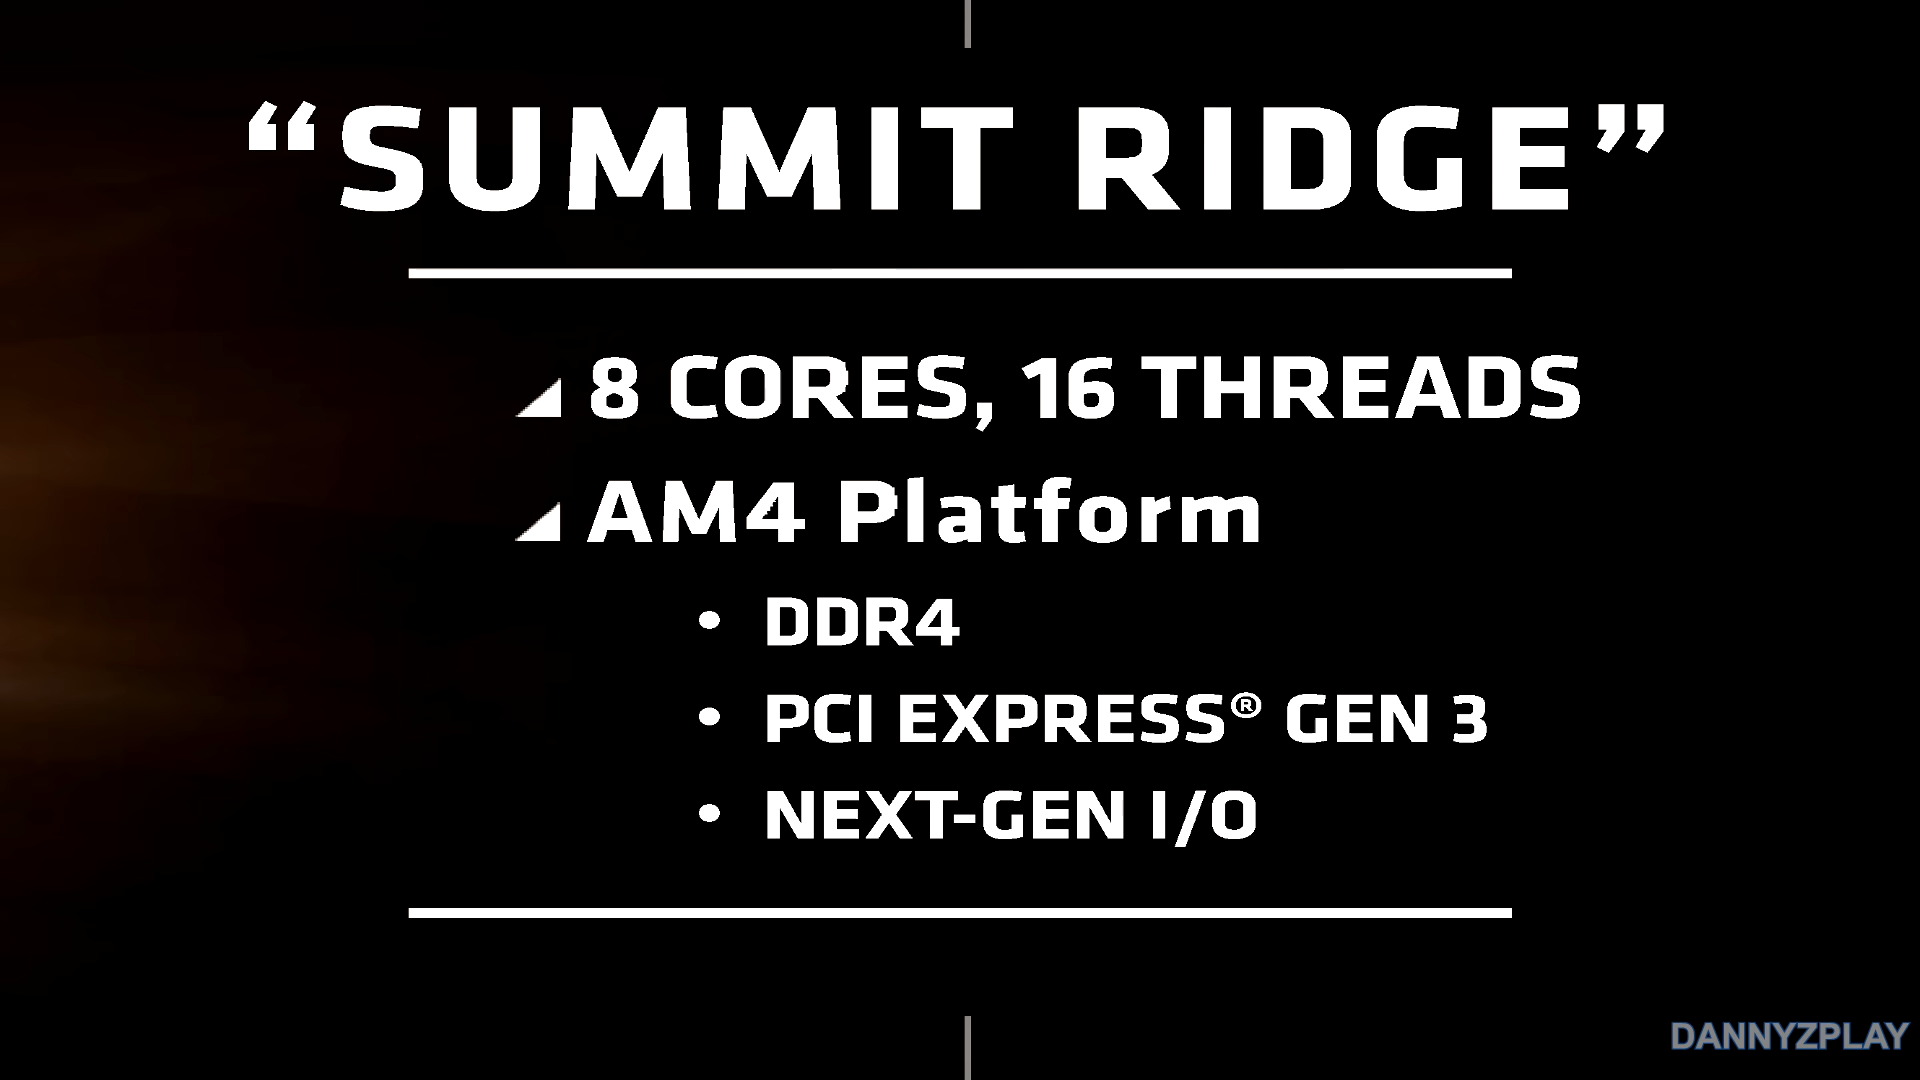 “SUMMIT RIDGE”
8 CORES, 16 THREADS
AM4 Platform
• DDR4
• PCI EXPRESS® GEN 3
• NEXT-GEN I/O
DANNYZPLAY